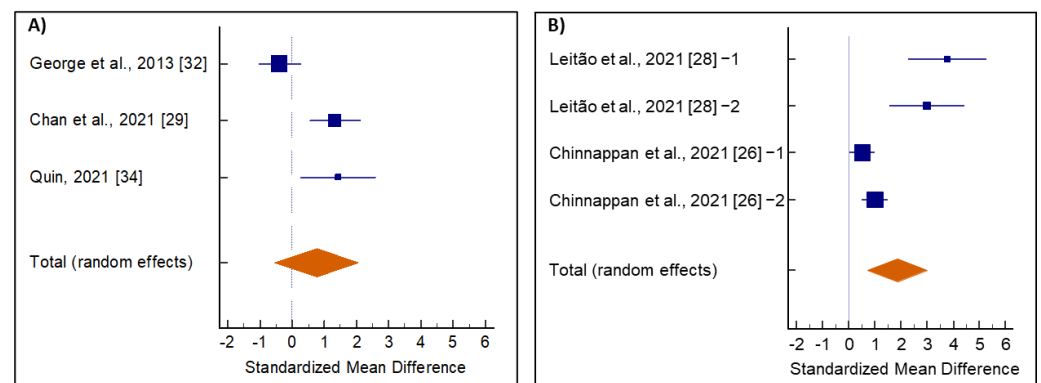 A)
George et al., 2013 [32]
Chan et al., 2021 [29]
Quin, 2021 [34]
Total (random effects)
-2 -1 0 1 2 3 4 5 6
Standardized Mean Difference
B)
Leitão et al., 2021 [28] −1
Leitão et al., 2021 [28] −2
Chinnappan et al., 2021 [26] −1
Chinnappan et al., 2021 [26] −2
Total (random effects)
-2 -1 0 1 2 3 4 5 6
Standardized Mean Difference